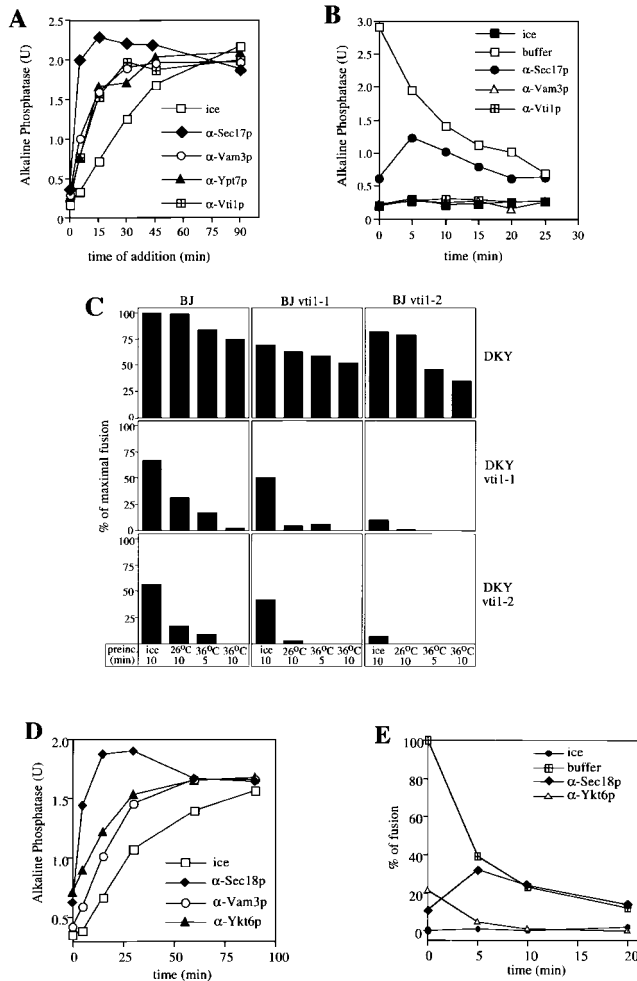 A
Alkaline Phosphatase (U)
2.5
2.0
1.5
1.0
0.5
0
ice
α-Sec17p
α-Vam3p
α-Ypt7p
α-Vti1p
0 15 30 45 60 75 90
time of addition (min)
B
Alkaline Phosphatase (U)
3.0
2.5
2.0
1.5
1.0
0.5
0
ice
buffer
α-Sec17p
α-Vam3p
α-Vti1p
0 5 10 15 20 25 30
time (min)
C
BJ BJ vti1-1 BJ vti1-2
% of maximal fusion
100
75
50
25
0
DKY
100
75
50
25
0
DKY
vti1-1
100
75
50
25
DKY
vti1-2
preinc. ice 26°C 36°C 36°C ice 26°C 36°C 36°C ice 26°C 36°C 36°C
(min) 10 10 5 10 10 10 5 10 10 10 5 10
D
Alkaline Phosphatase (U)
2.0
1.5
1.0
0.5
ice
α-Sec18p
α-Vam3p
α-Ykt6p
0 25 50 75 100
time (min)
E
% of fusion
100
80
60
40
20
0
ice
buffer
α-Sec18p
α-Ykt6p
0 5 10 15 20
time (min)